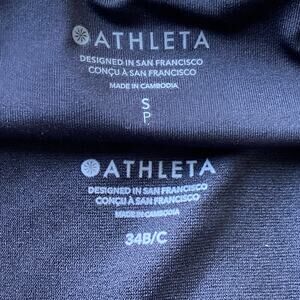 ATHLETA
DESIGNED IN SAN FRANCISCO
CONÇU À SAN FRANCISCO
MADE IN CAMBODIA
S
P
ATHLETA
DESIGNED IN SAN FRANCISCO
CONÇU À SAN FRANCISCO
MADE IN CAMBODIA
34B/C